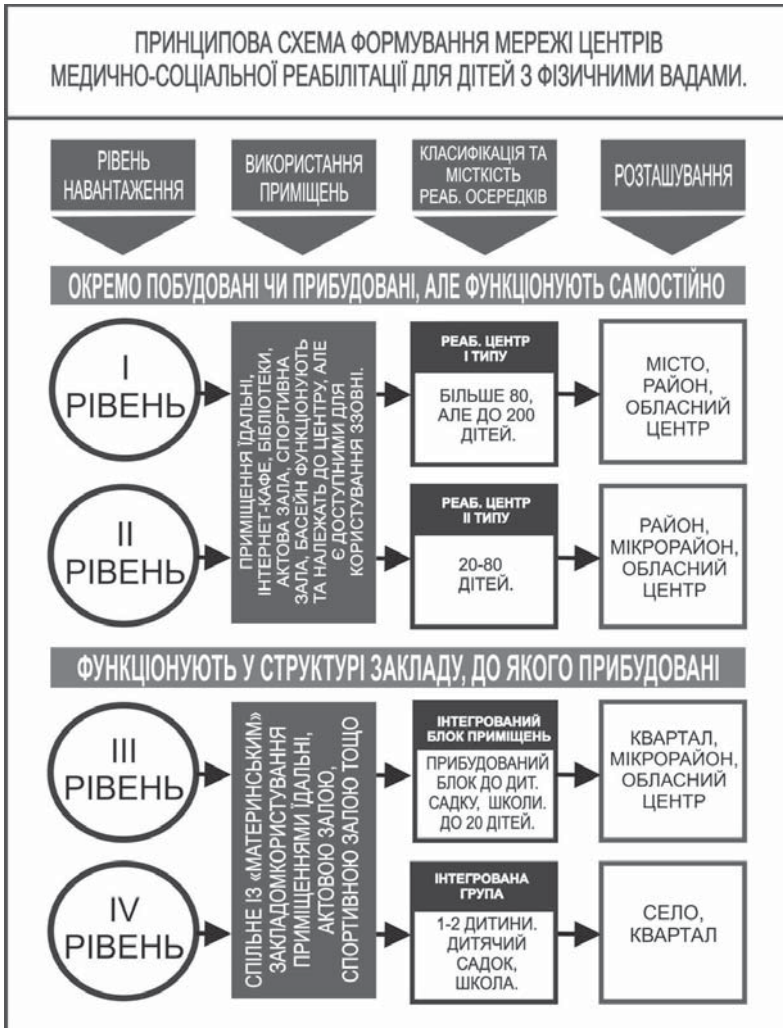 ПРИНЦИПОВА СХЕМА ФОРМУВАННЯ МЕРЕЖІ ЦЕНТРІВ
МЕДИЧНО-СОЦІАЛЬНОЇ РЕАБІЛІТАЦІЇ ДЛЯ ДІТЕЙ З ФІЗИЧНИМИ ВАДАМИ.
РІВЕНЬ
НАВАНТАЖЕННЯ
ВИКОРИСТАННЯ
ПРИМІЩЕНЬ
КЛАСИФІКАЦІЯ ТА
МІСТКІСТЬ
РЕАБ. ОСЕРЕДКІВ
РОЗТАШУВАННЯ
ОКРЕМО ПОБУДОВАНІ ЧИ ПРИБУДОВАНІ, АЛЕ ФУНКЦІОНУЮТЬ САМОСТІЙНО
I
РІВЕНЬ
II
РІВЕНЬ
ПРИМІЩЕННЯ ЇДАЛЬНІ,
ІНТЕРНЕТ-КАФЕ, БІБЛІОТЕКИ,
АКТОВА ЗАЛА, СПОРТИВНА
ЗАЛА, БАСЕЙН ФУНКЦІОНУЮТЬ
ТА НАЛЕЖАТЬ ДО ЦЕНТРУ, АЛЕ
Є ДОСТУПНИМИ ДЛЯ
КОРИСТУВАННЯ ЗЗОВНІ.
РЕАБ. ЦЕНТР
І ТИПУ
БІЛЬШЕ 80,
АЛЕ ДО 200
ДІТЕЙ.
МІСТО,
РАЙОН,
ОБЛАСНИЙ
ЦЕНТР
РЕАБ. ЦЕНТР
ІІ ТИПУ
20-80
ДІТЕЙ.
РАЙОН,
МІКРОРАЙОН,
ОБЛАСНИЙ
ЦЕНТР
ФУНКЦІОНУЮТЬ У СТРУКТУРІ ЗАКЛАДУ, ДО ЯКОГО ПРИБУДОВАНІ
III
РІВЕНЬ
IV
РІВЕНЬ
СПІЛЬНЕ ІЗ «МАТЕРИНСЬКИМ»
ЗАКЛАДОМКОРИСТУВАННЯ
ПРИМІЩЕННЯМИ ЇДАЛЬНІ,
АКТОВОЮ ЗАЛОЮ,
СПОРТИВНОЮ ЗАЛОЮ ТОЩО
ІНТЕГРОВАНИЙ
БЛОК ПРИМІЩЕНЬ
ПРИБУДОВАНИЙ
БЛОК ДО ДИТ.
САДКУ, ШКОЛИ.
ДО 20 ДІТЕЙ.
КВАРТАЛ,
МІКРОРАЙОН,
ОБЛАСНИЙ
ЦЕНТР
ІНТЕГРОВАНА
ГРУПА
1-2 ДИТИНИ.
ДИТЯЧИЙ
САДОК,
ШКОЛА.
СЕЛО,
КВАРТАЛ